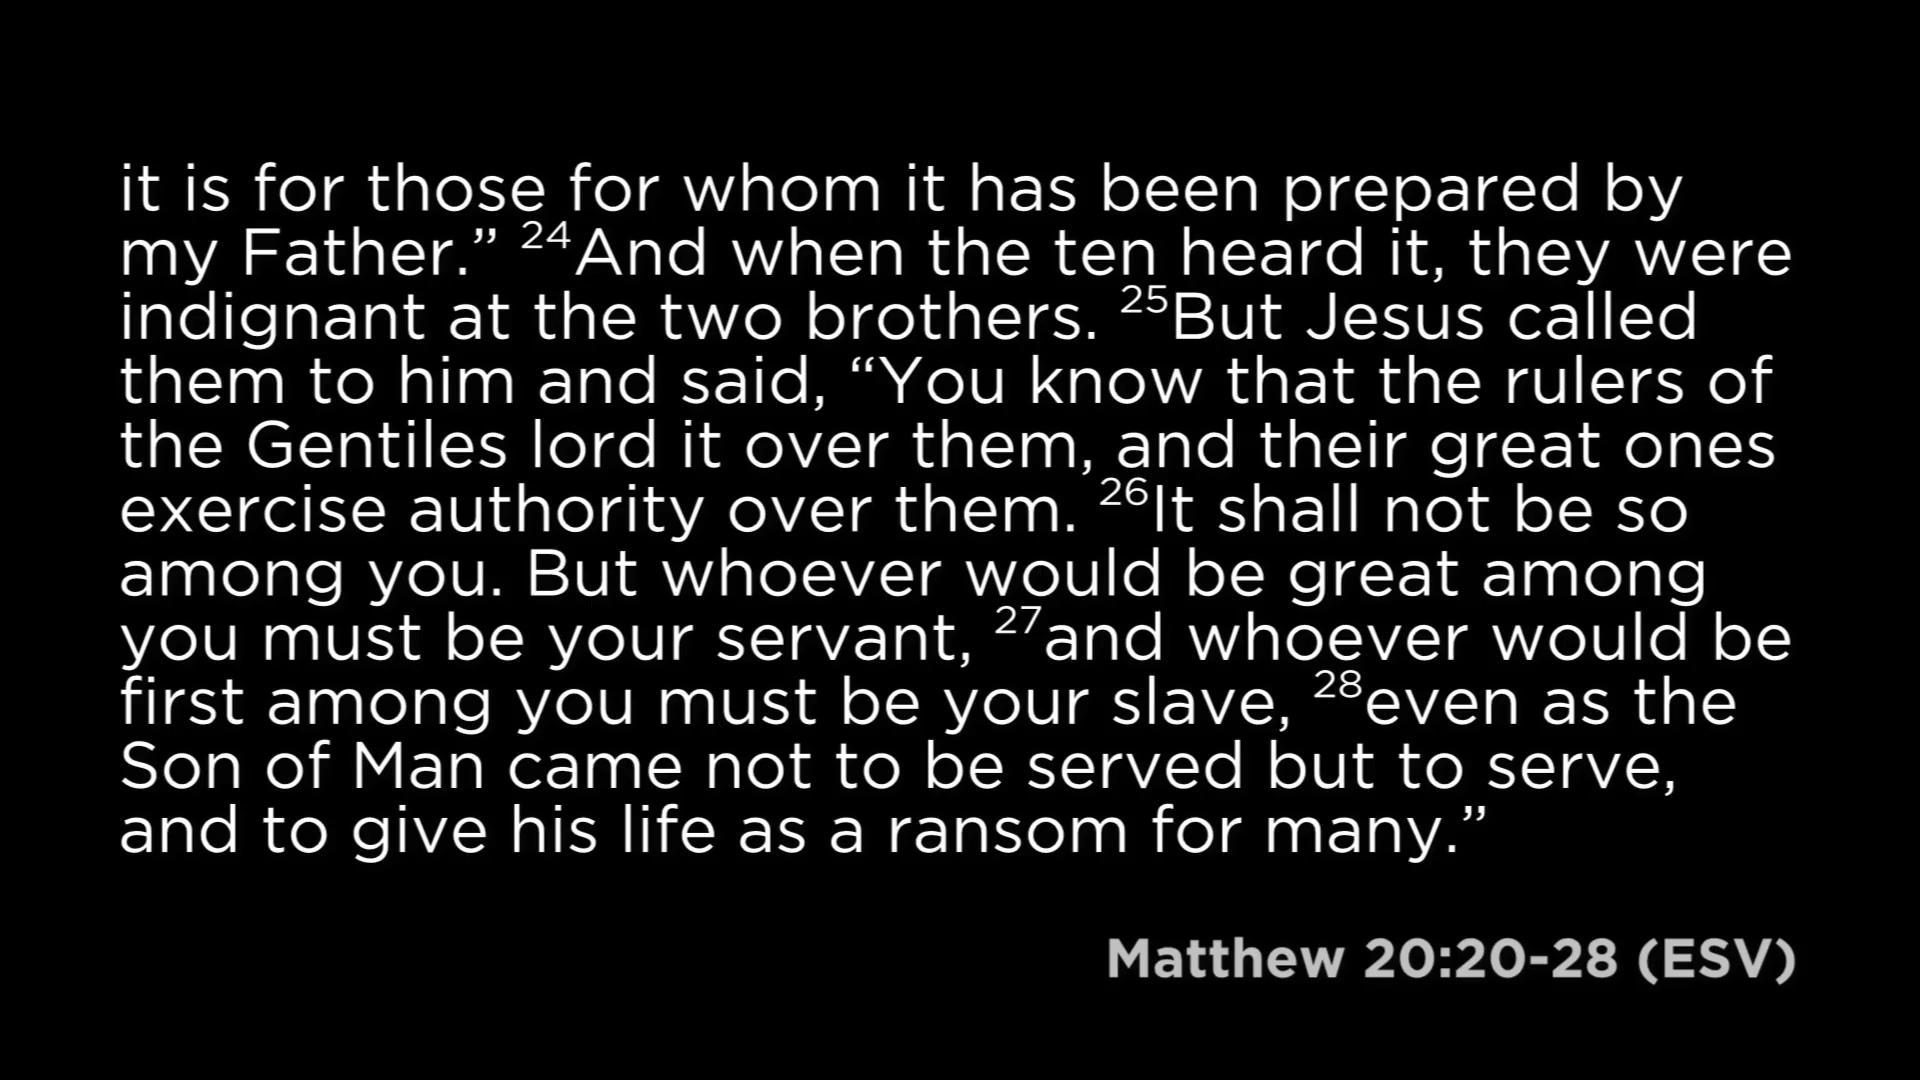 it is for those for whom it has been prepared by
my Father.” ²⁴And when the ten heard it, they were
indignant at the two brothers. ²⁵But Jesus called
them to him and said, “You know that the rulers of
the Gentiles lord it over them, and their great ones
exercise authority over them. ²⁶It shall not be so
among you. But whoever would be great among
you must be your servant, ²⁷and whoever would be
first among you must be your slave, ²⁸even as the
Son of Man came not to be served but to serve,
and to give his life as a ransom for many.”
Matthew 20:20-28 (ESV)